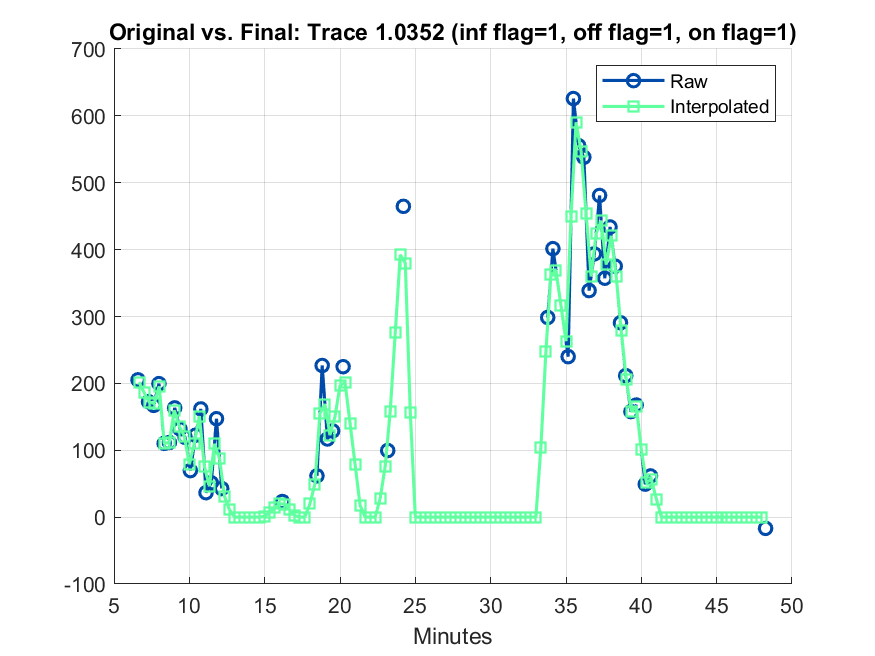 Original vs. Final: Trace 1.0352 (inf flag=1, off flag=1, on flag=1)
700
600
500
400
300
200
100
0
-100
Raw
Interpolated
5 10 15 20 25 30 35 40 45 50
Minutes